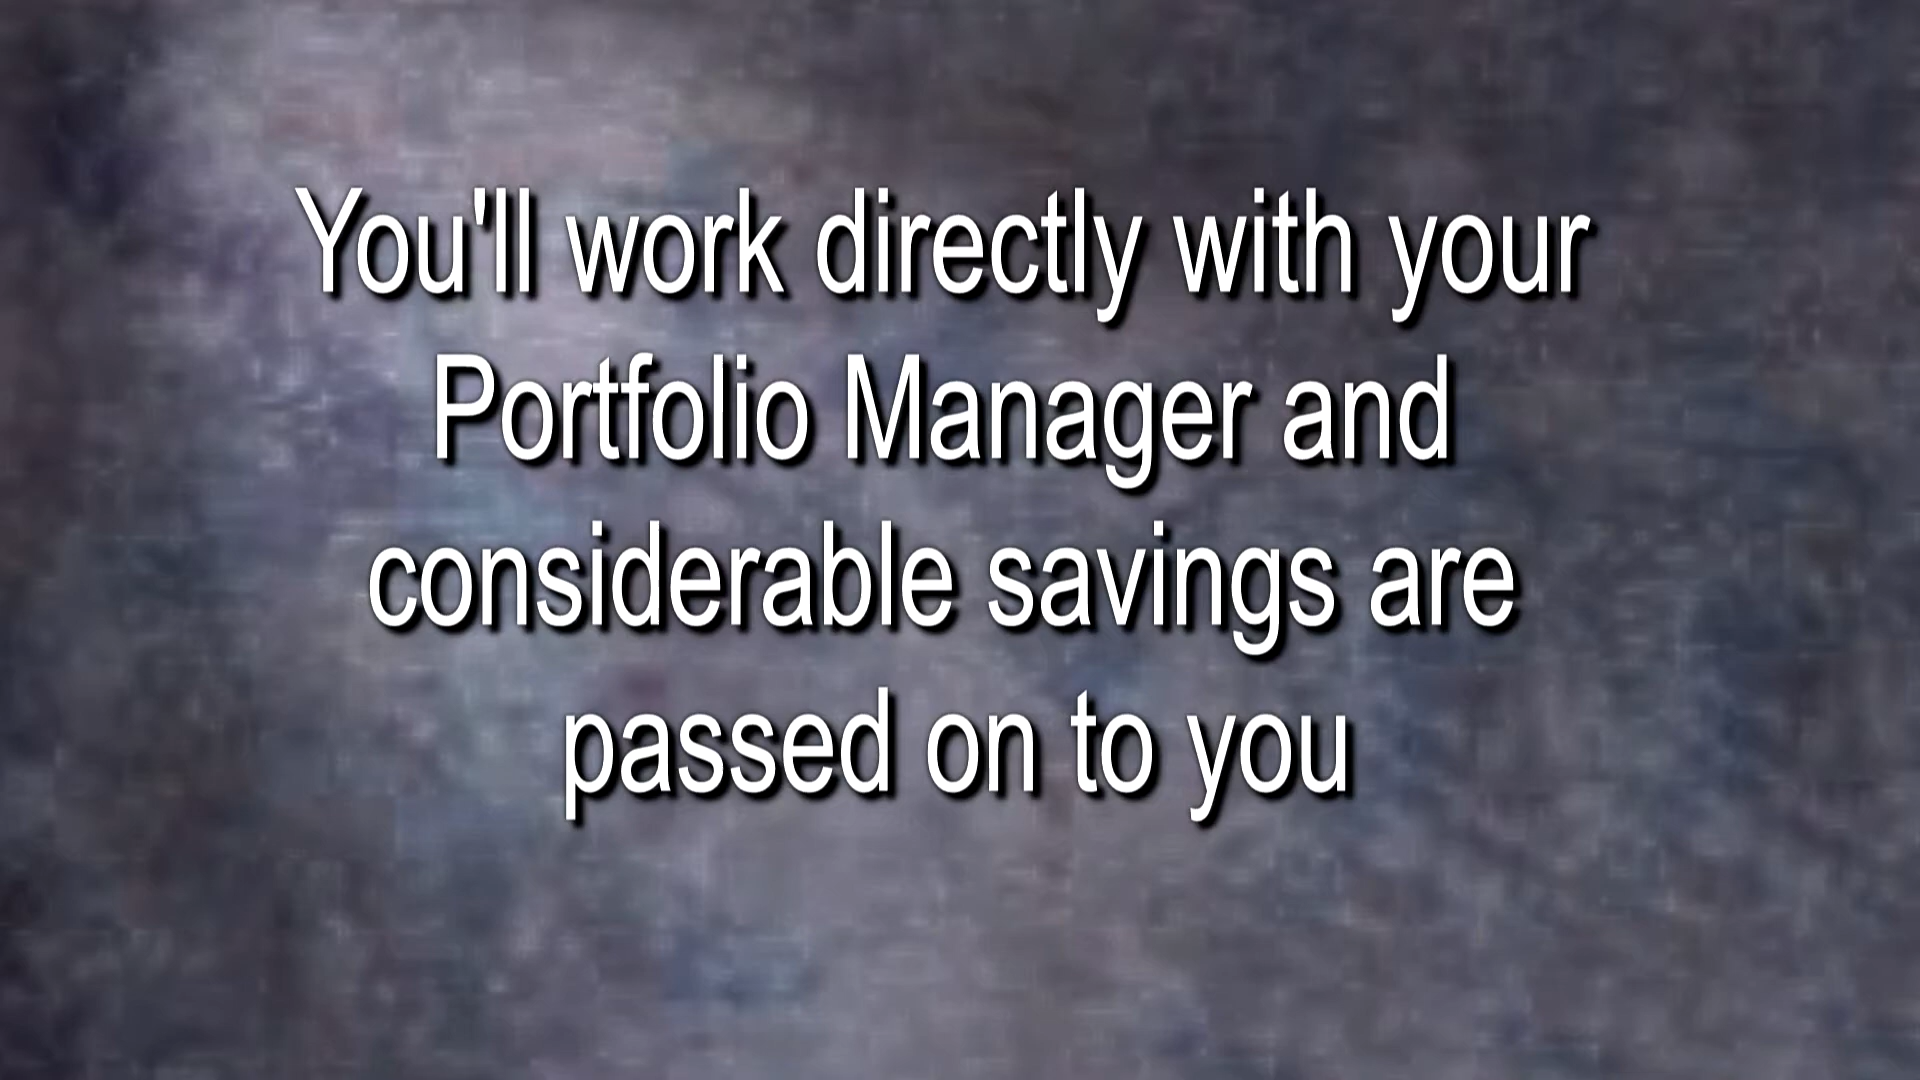 You'll work directly with your
Portfolio Manager and
considerable savings are
passed on to you